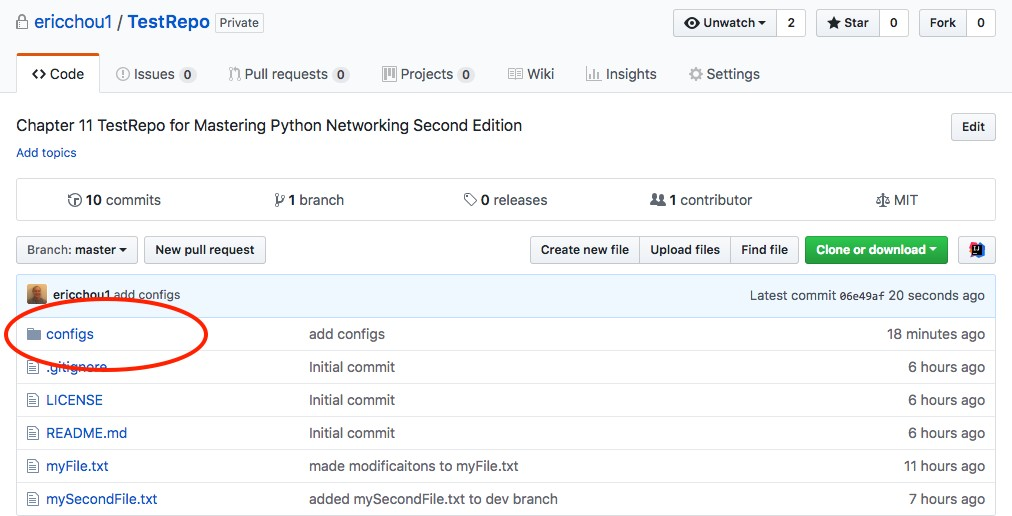 ericchou1 / TestRepo Private Unwatch 2 Star 0 Fork 0
Code Issues 0 Pull requests 0 Projects 0 Wiki Insights Settings
Chapter 11 TestRepo for Mastering Python Networking Second Edition Edit
Add topics
10 commits 1 branch 0 releases 1 contributor MIT
Branch: master New pull request Create new file Upload files Find file Clone or download
ericchou1 add configs Latest commit 06e49af 20 seconds ago
configs add configs 18 minutes ago
.gitignore Initial commit 6 hours ago
LICENSE Initial commit 6 hours ago
README.md Initial commit 6 hours ago
myFile.txt made modificaitons to myFile.txt 11 hours ago
mySecondFile.txt added mySecondFile.txt to dev branch 7 hours ago